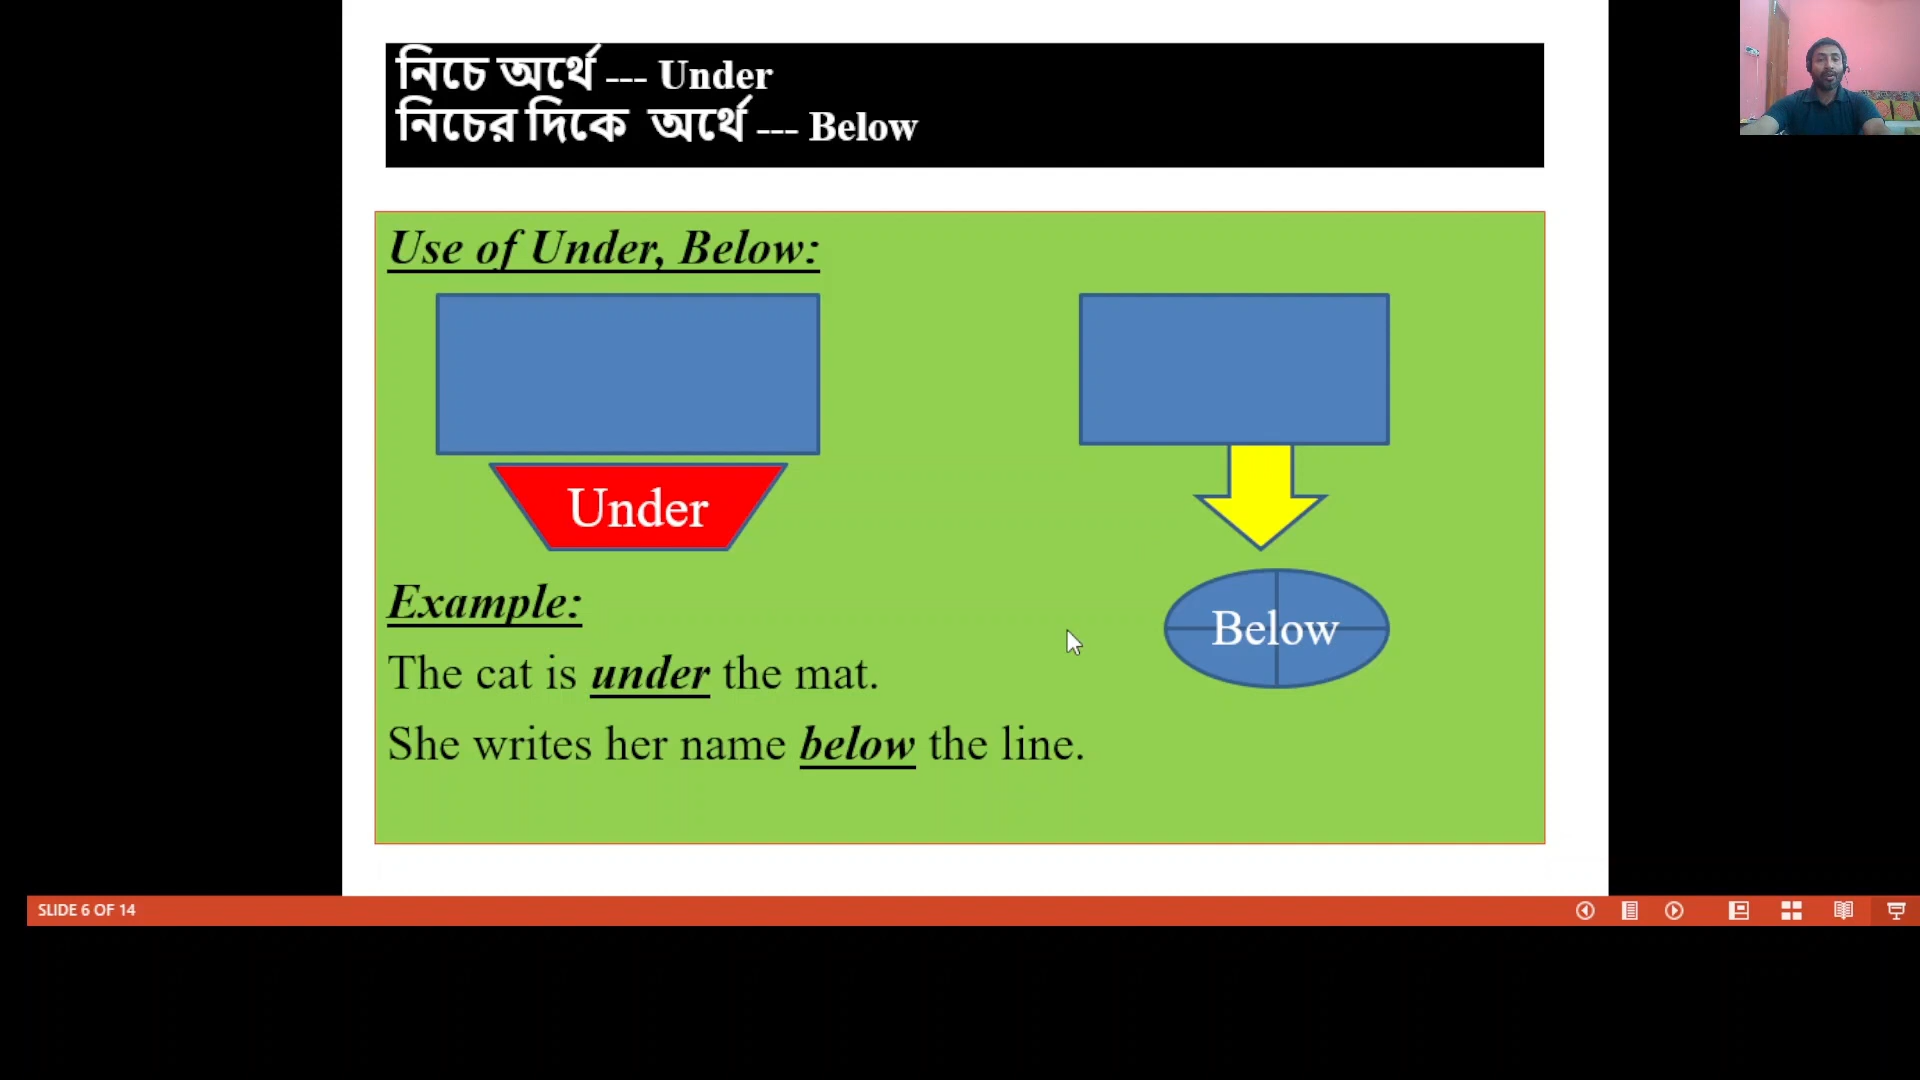 নিচে অর্থে --- Under
নিচের দিকে অর্থে --- Below
Use of Under, Below:
Under
Below
Example:
The cat is under the mat.
She writes her name below the line.
SLIDE 6 OF 14